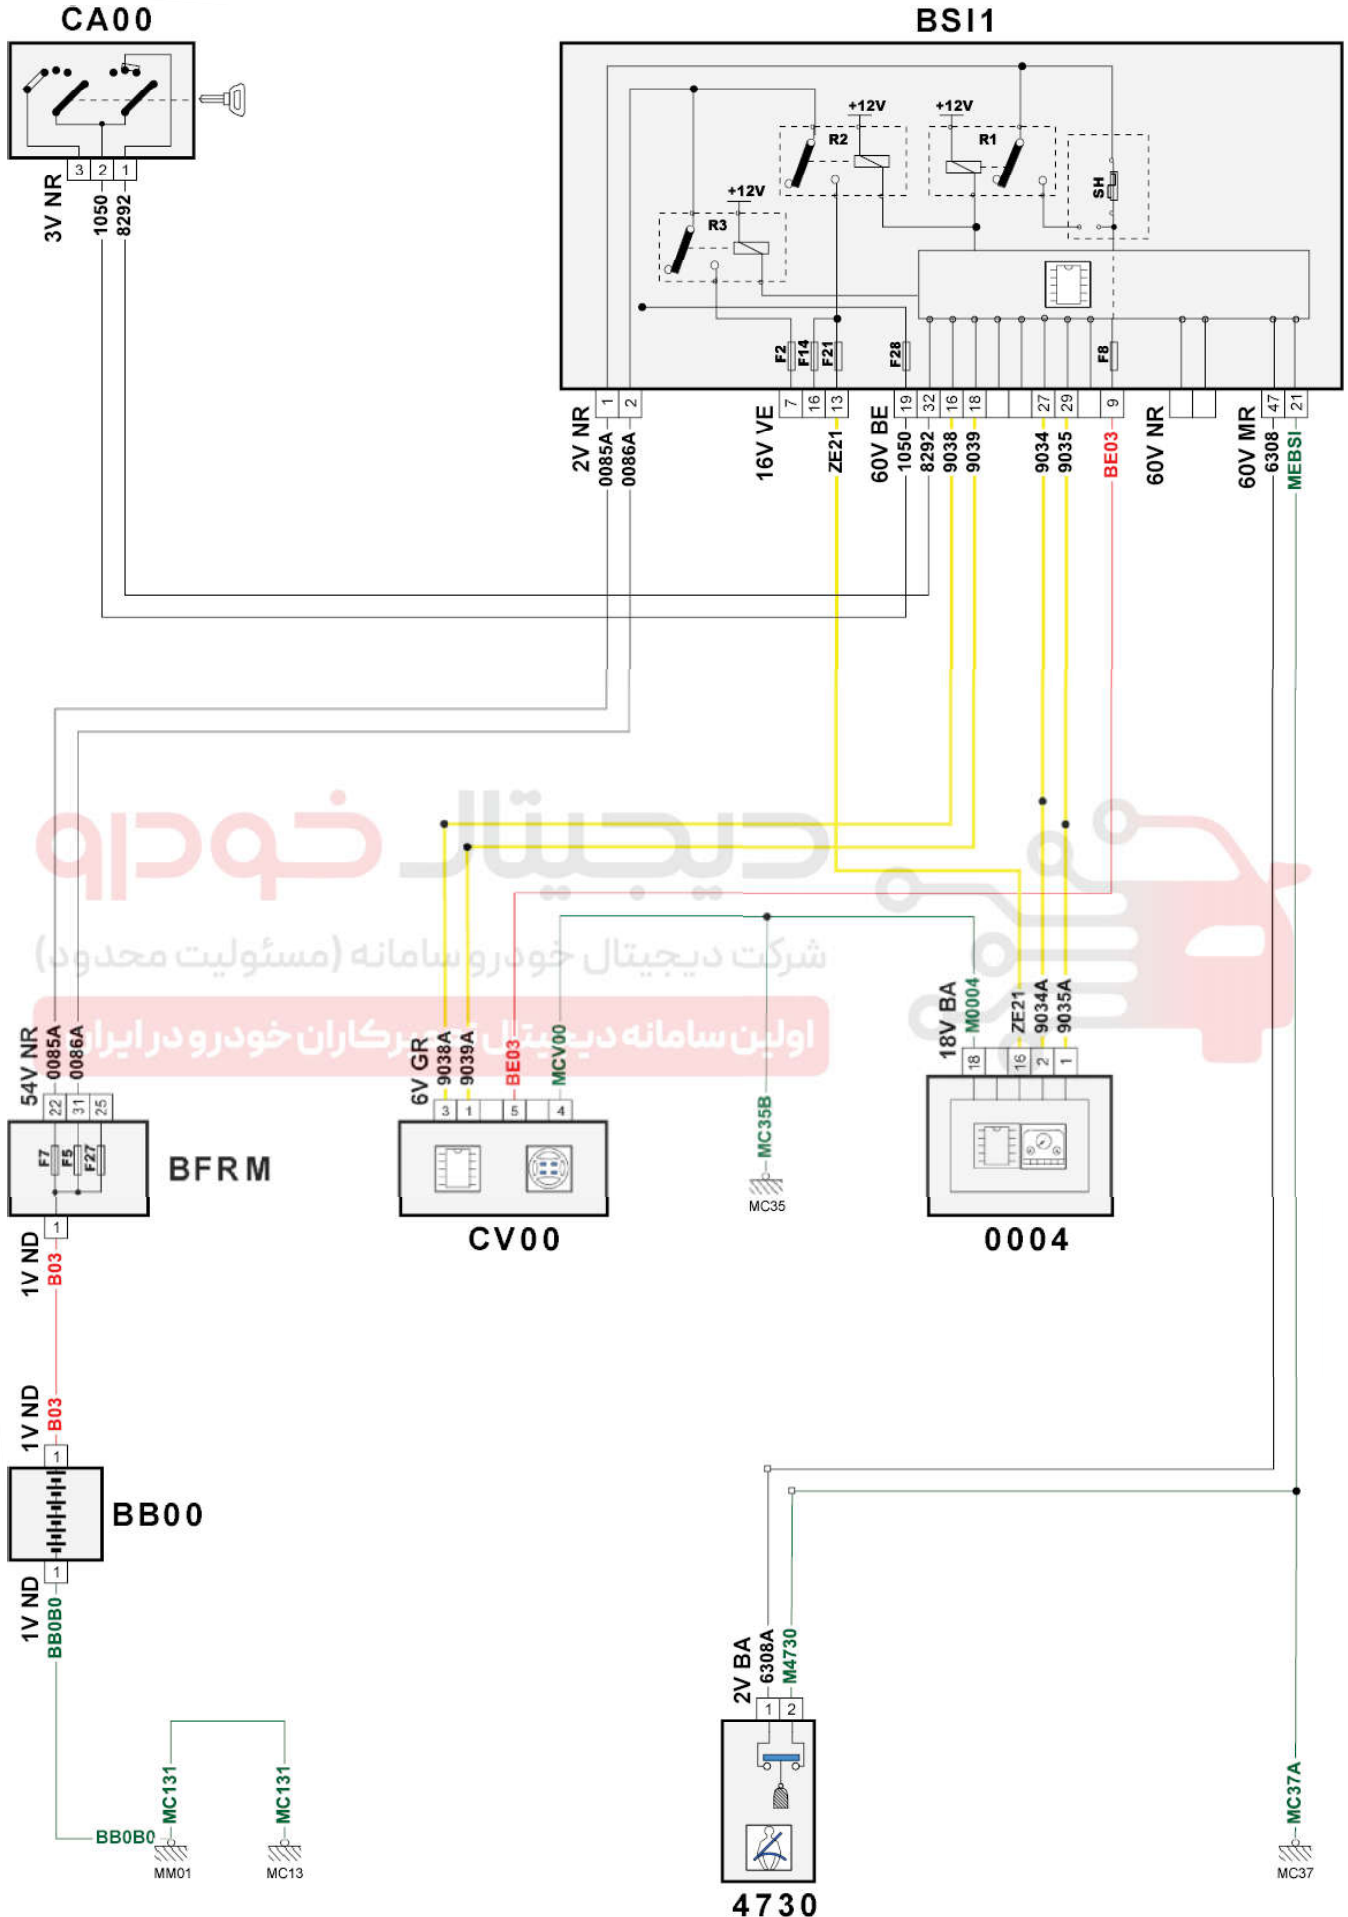 CA00
BSI1
+12V
+12V
R2
R1
SH
+12V
R3
3
2
1
3V NR
1050
8292
F2
F14
F21
F28
F8
1
2
7
16
13
19
32
16
18
27
29
9
47
21
2V NR
0085A
0086A
16V VE
ZE21
60V BE
1050
8292
9038
9039
9034
9035
BE03
60V NR
60V MR
6308
MEBSI
دیجیتال خودرو
شرکت دیجیتال خودرو سامانه (مسئولیت محدود)
اولین سامانه دیجیتال تعمیرکاران خودرو در ایران
54V NR
0085A
0086A
22
31
25
F7
F5
F27
BFRM
1
1V ND
B03
6V GR
9038A
9039A
BE03
MCV00
3
1
5
4
CV00
MC35B
MC35
18V BA
M0004
ZE21
9034A
9035A
18
16
2
1
0004
1V ND
B03
1
BB00
1
1V ND
BB0B0
BB0B0
MC131
MC131
MM01
MC13
2V BA
6308A
M4730
1
2
4730
MC37A
MC37